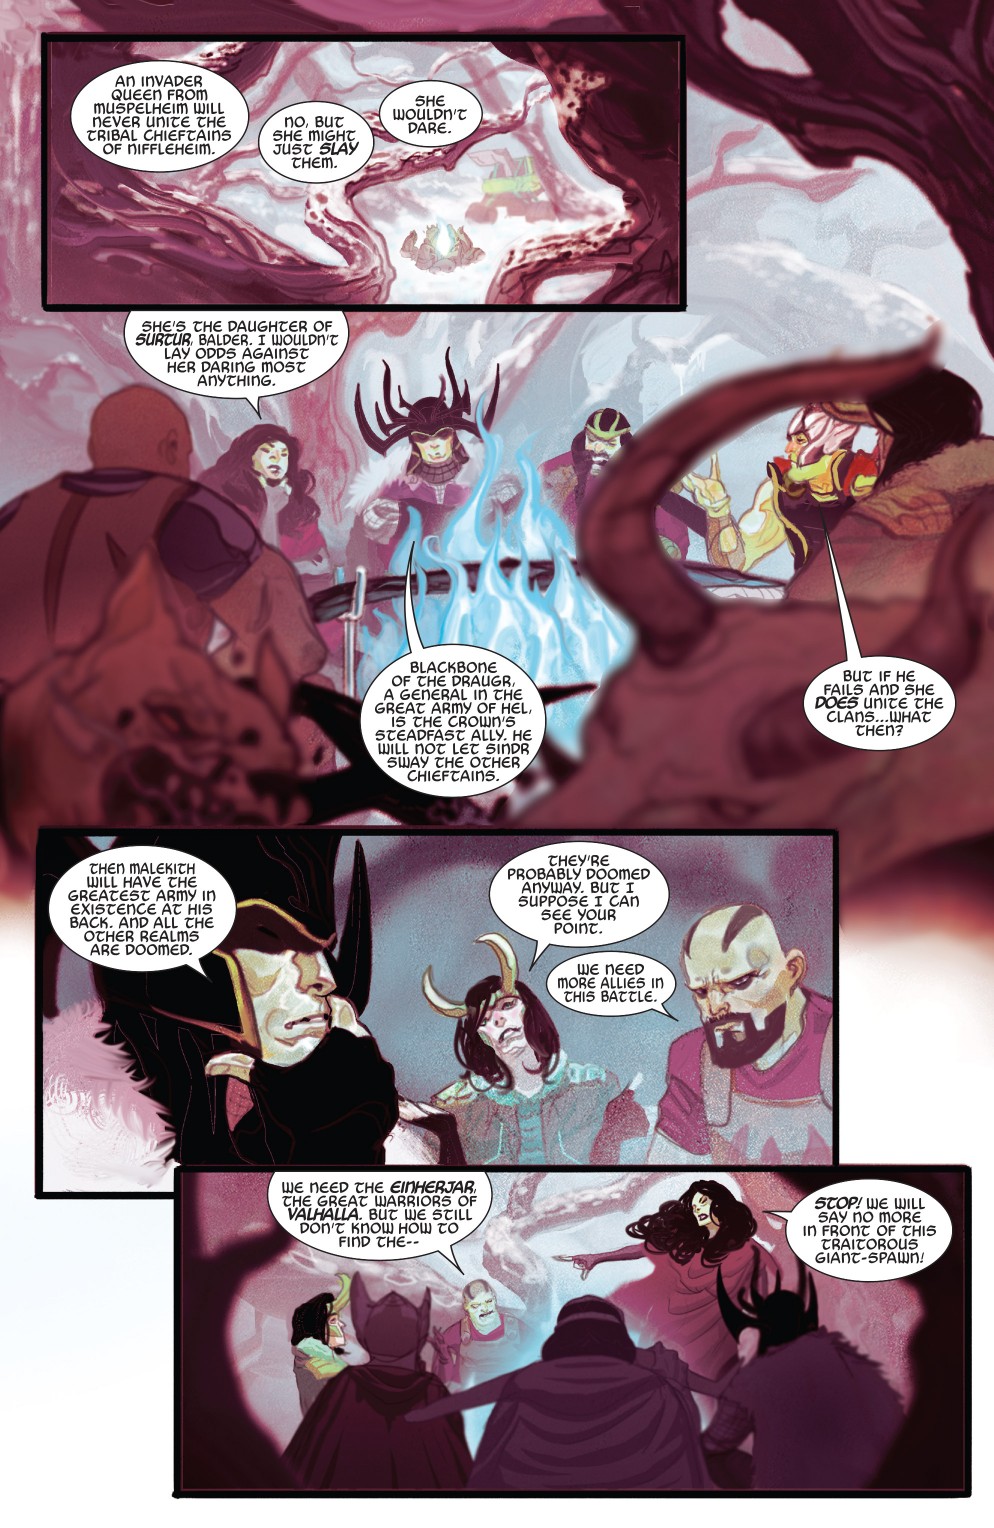 AN INVADER
QUEEN FROM
MUSPELHEIM WILL
NEVER UNITE THE
TRIBAL CHIEFTAINS
OF NIFFLEHEIM.
NO, BUT
SHE MIGHT
JUST SLAY
THEM.
SHE
WOULDN'T
DARE.
SHE'S THE DAUGHTER OF
SURTUR, BALDER. I WOULDN'T
LAY ODDS AGAINST
HER DARING MOST
ANYTHING.
BLACKBONE
OF THE DRAUGR,
A GENERAL IN THE
GREAT ARMY OF HEL,
IS THE CROWN'S
STEADFAST ALLY. HE
WILL NOT LET SINDR
SWAY THE OTHER
CHIEFTAINS.
BUT IF HE
FAILS AND SHE
DOES UNITE THE
CLANS...WHAT
THEN?
THEN MALEKITH
WILL HAVE THE
GREATEST ARMY IN
EXISTENCE AT HIS
BACK. AND ALL THE
OTHER REALMS
ARE DOOMED.
THEY'RE
PROBABLY DOOMED
ANYWAY. BUT I
SUPPOSE I CAN
SEE YOUR
POINT.
WE NEED
MORE ALLIES IN
THIS BATTLE.
WE NEED THE EINHERJAR,
THE GREAT WARRIORS OF
VALHALLA. BUT WE STILL
DON'T KNOW HOW TO
FIND THE--
STOP! WE WILL
SAY NO MORE
IN FRONT OF THIS
TRAITOROUS
GIANT-SPAWN!